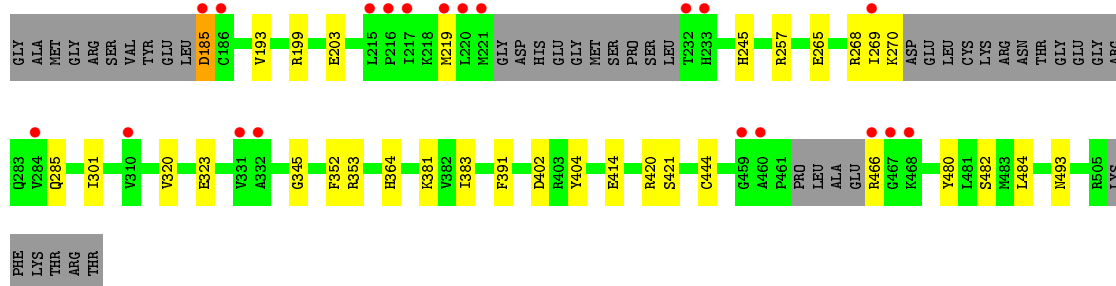 GLY ALA MET GLY ARG SER VAL TYR GLU LEU D185 C186 V193 R199 E203 L215 P216 I217 K218 M219 L220 M221 GLY ASP HIS GLU GLY MET SER PRO SER LEU T232 H233 H245 R257 E265 R268 I269 K270 ASP GLU LEU CYS LYS ARG ASN THR GLY GLU GLY ARG
Q283 V284 Q285 I301 V310 V320 E323 V331 A332 G345 F352 R353 H364 K381 V382 I383 F391 D402 R403 Y404 E414 R420 S421 C444 G459 A460 P461 PRO LEU ALA GLU R466 G467 K468 Y480 L481 S482 M483 L484 N493 R505 LYS
PHE LYS THR ARG THR